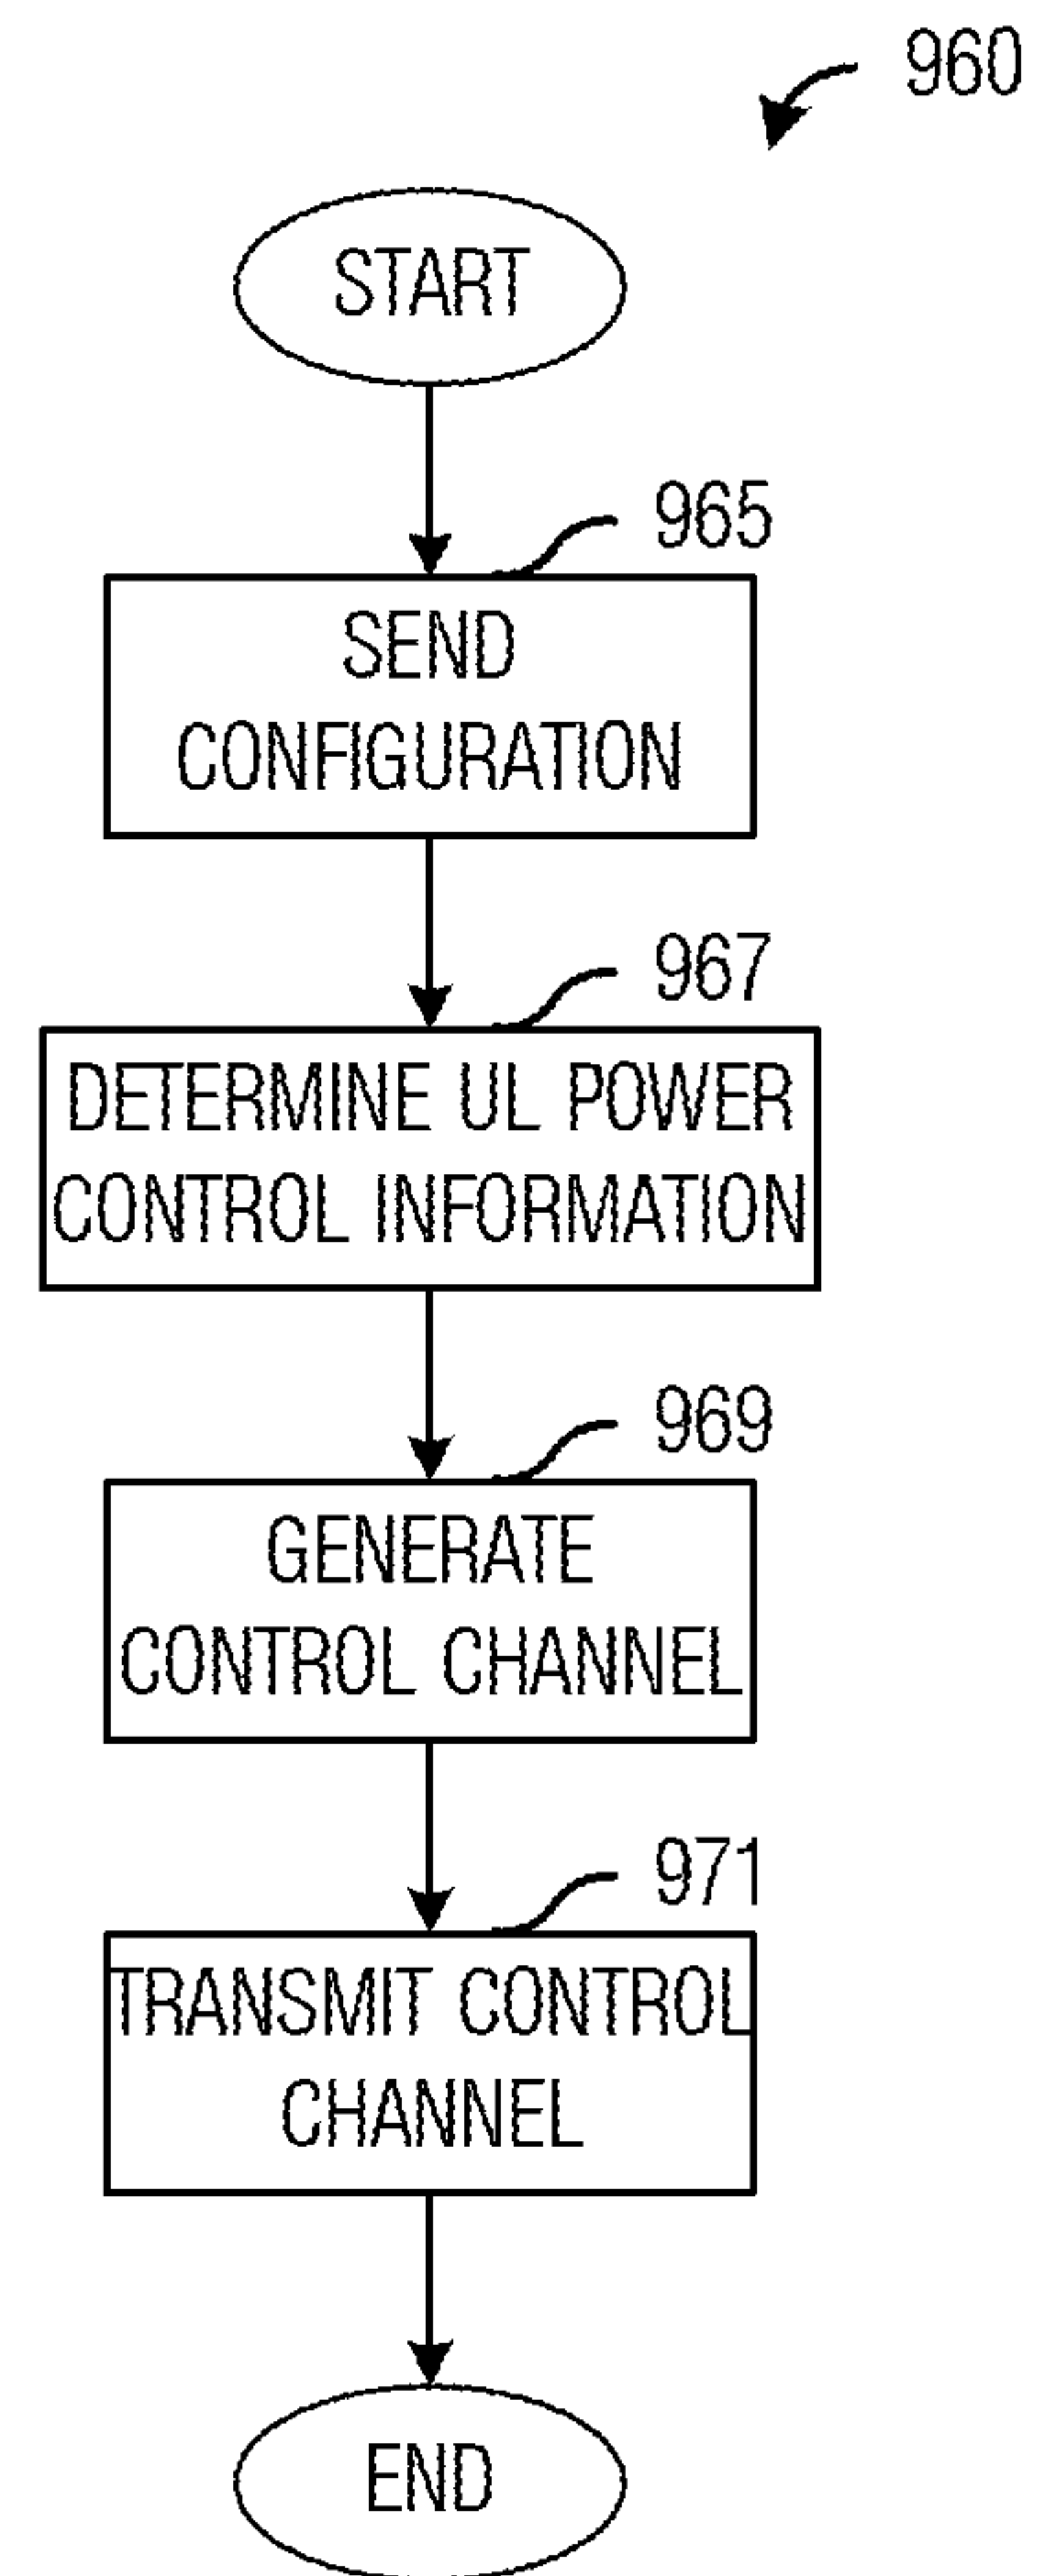 960
START
965
SEND
CONFIGURATION
967
DETERMINE UL POWER
CONTROL INFORMATION
969
GENERATE
CONTROL CHANNEL
971
TRANSMIT CONTROL
CHANNEL
END